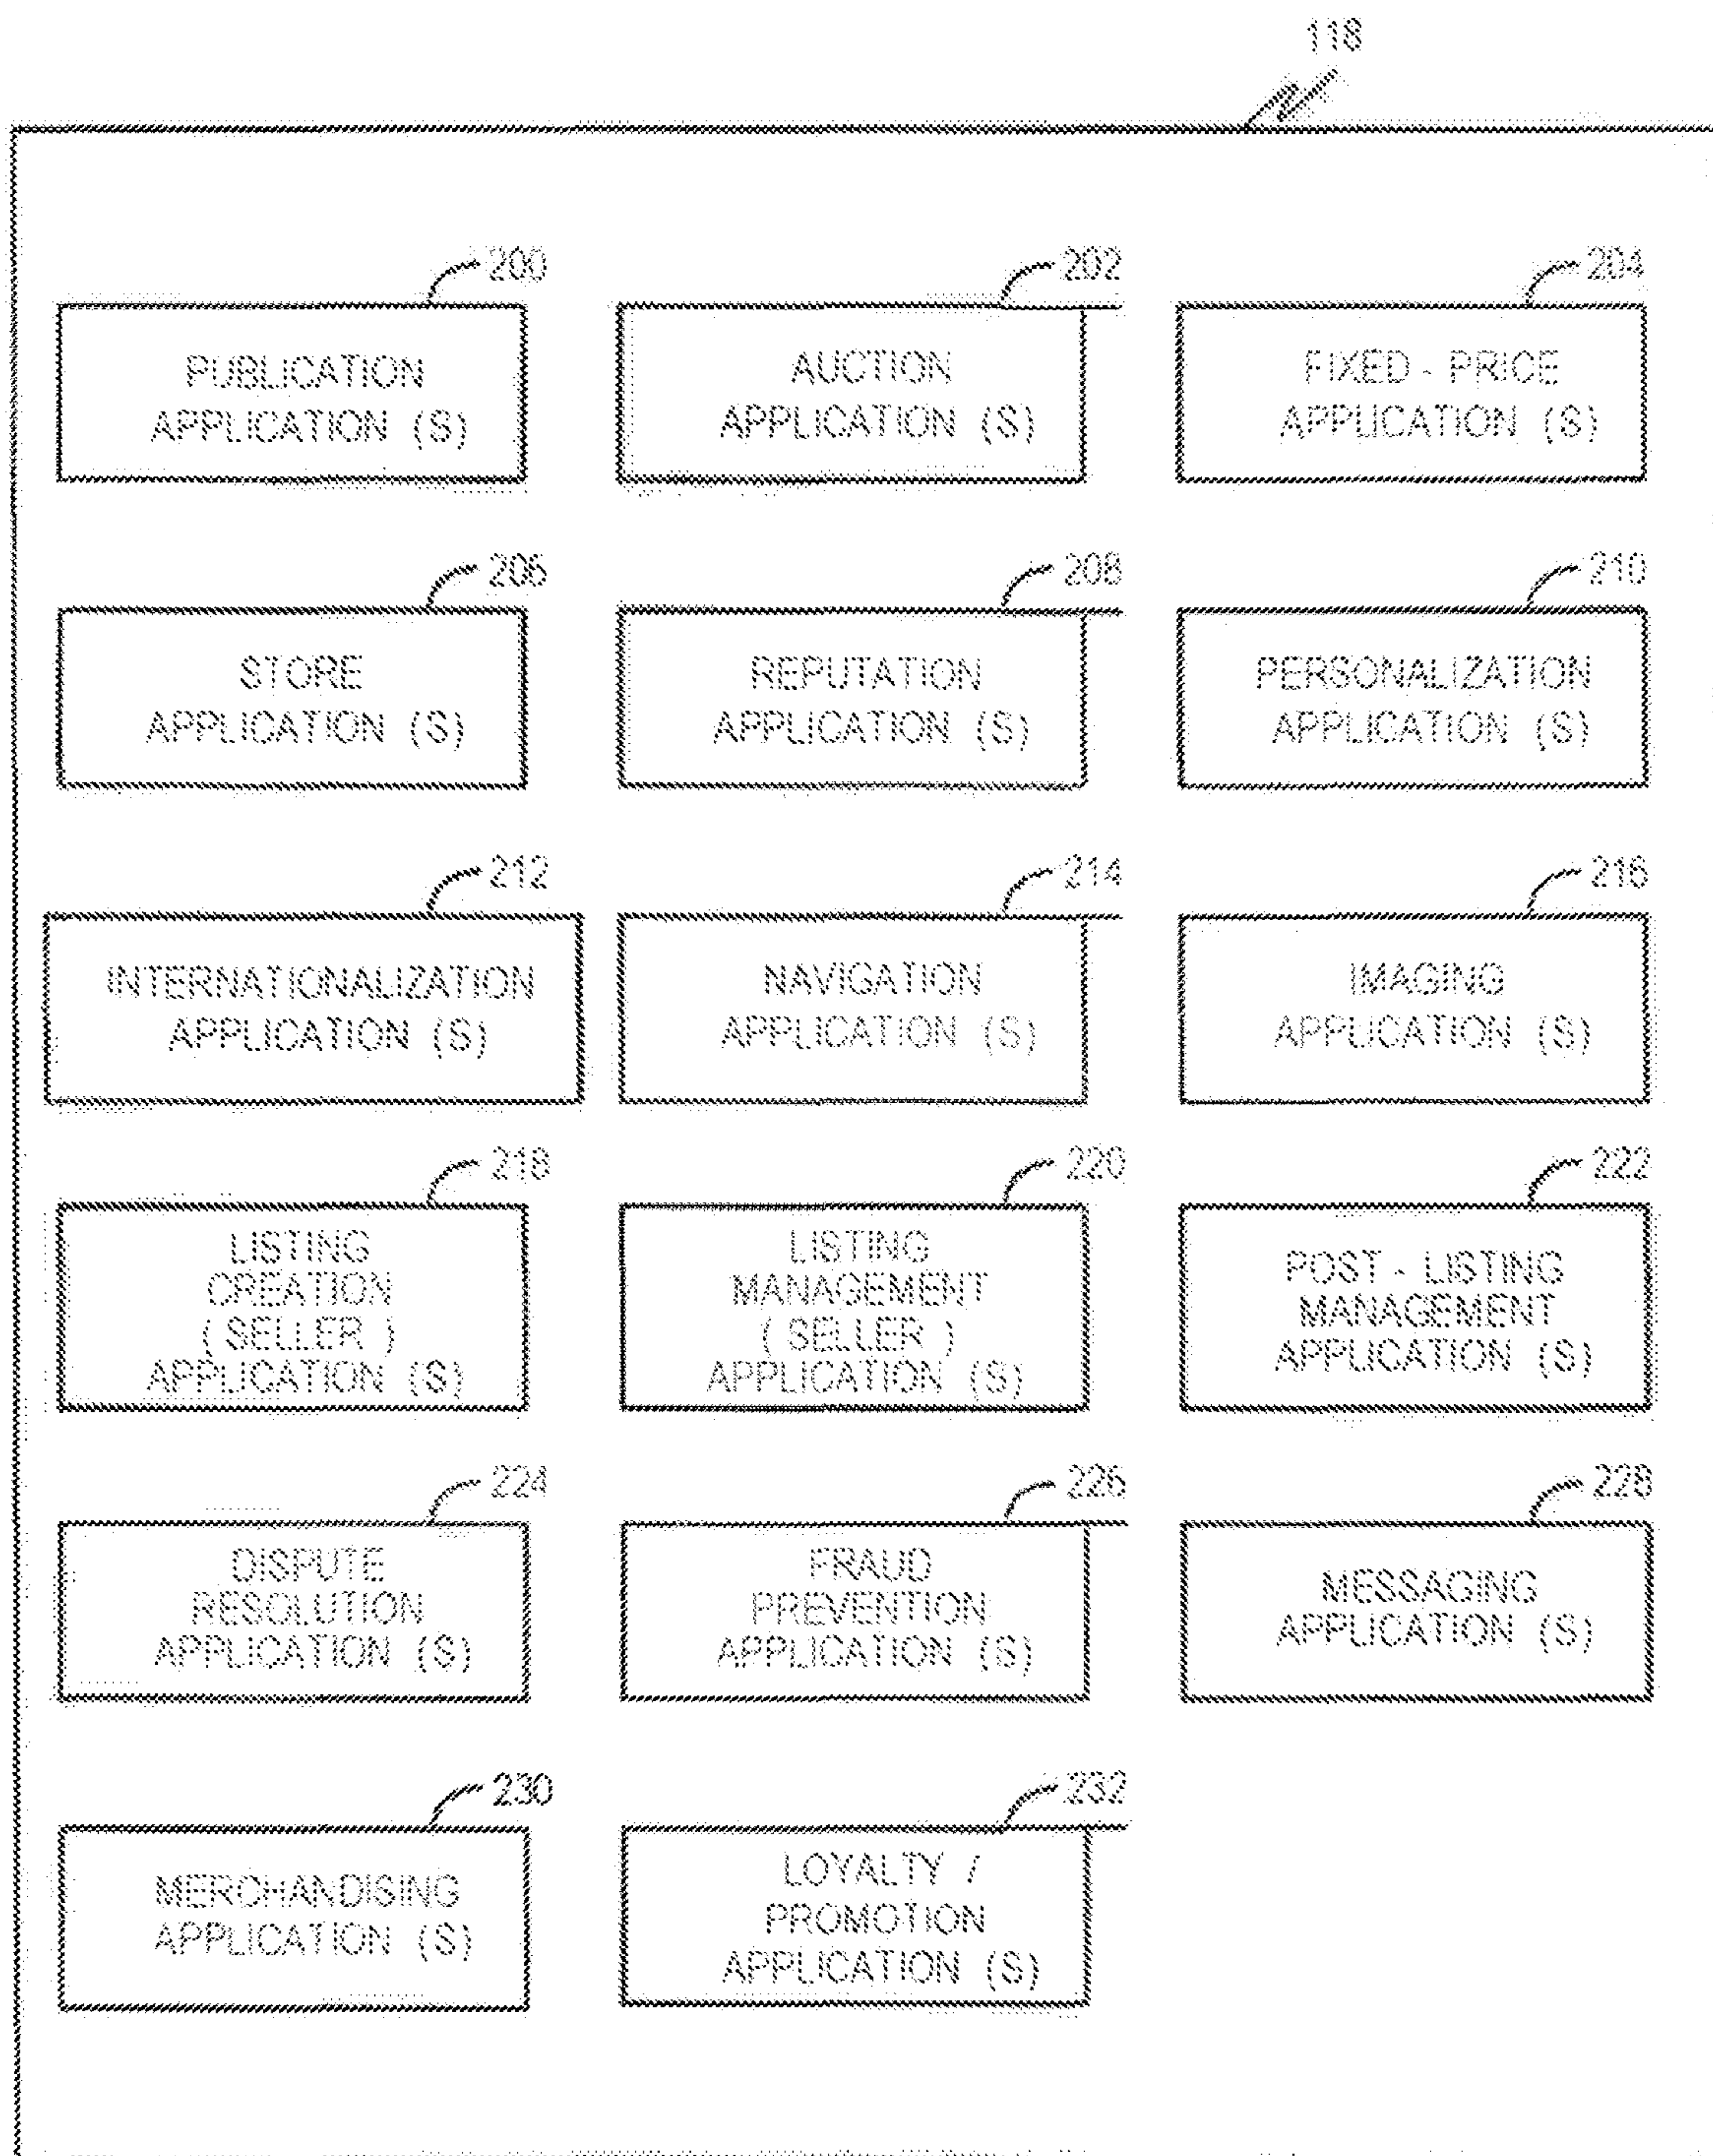 118
200
PUBLICATION
APPLICATION (S)
202
AUCTION
APPLICATION (S)
204
FIXED - PRICE
APPLICATION (S)
206
STORE
APPLICATION (S)
208
REPUTATION
APPLICATION (S)
210
PERSONALIZATION
APPLICATION (S)
212
INTERNATIONALIZATION
APPLICATION (S)
214
NAVIGATION
APPLICATION (S)
216
IMAGING
APPLICATION (S)
218
LISTING
CREATION
( SELLER )
APPLICATION (S)
220
LISTING
MANAGEMENT
( SELLER )
APPLICATION (S)
222
POST - LISTING
MANAGEMENT
APPLICATION (S)
224
DISPUTE
RESOLUTION
APPLICATION (S)
226
FRAUD
PREVENTION
APPLICATION (S)
228
MESSAGING
APPLICATION (S)
230
MERCHANDISING
APPLICATION (S)
232
LOYALTY /
PROMOTION
APPLICATION (S)